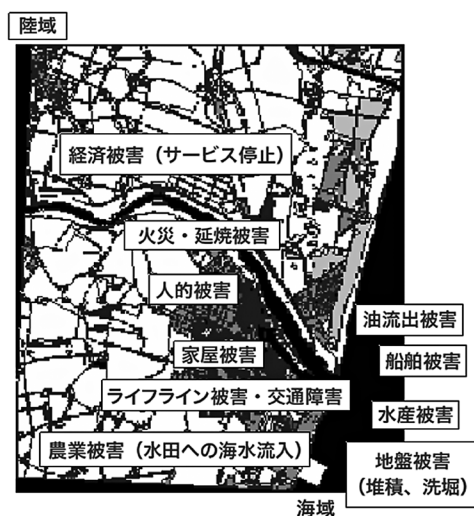 陸域
経済被害（サービス停止）
火災・延焼被害
人的被害
油流出被害
家屋被害
船舶被害
ライフライン被害・交通障害
水産被害
農業被害（水田への海水流入）
地盤被害
（堆積、洗堀）
海域